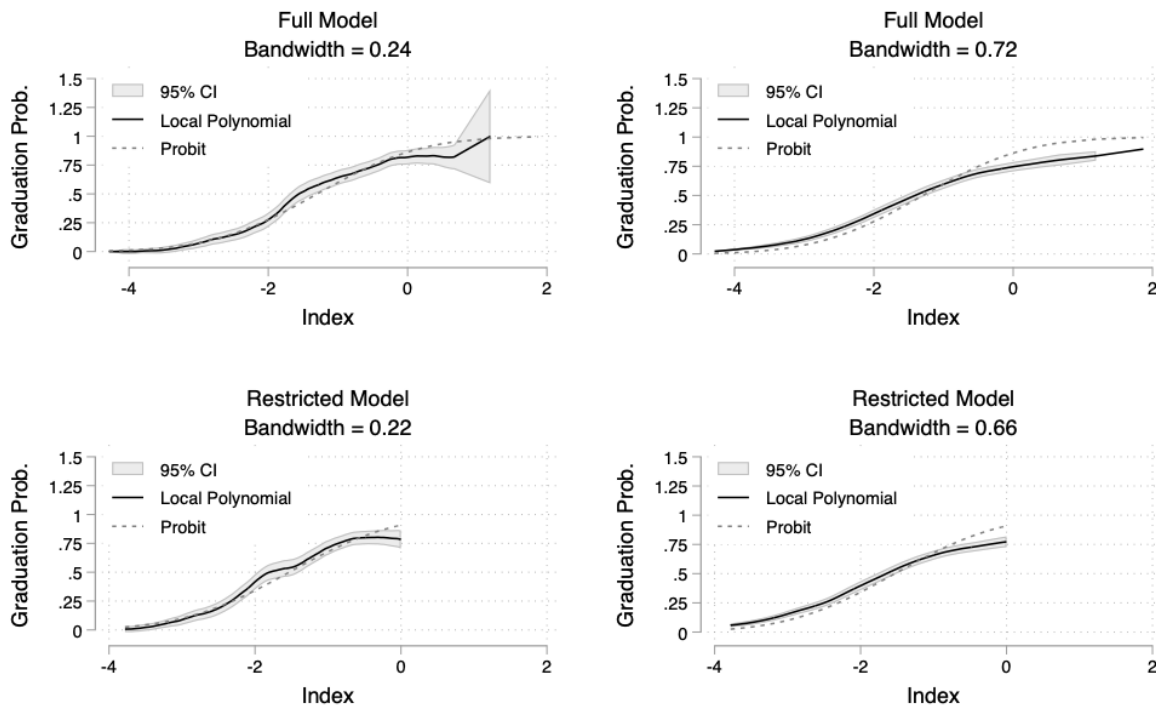 Full Model
Bandwidth = 0.24
Graduation Prob.
1.5
1.25
1
.75
.5
.25
0
95% CI
Local Polynomial
Probit
-4
-2
0
2
Index
Full Model
Bandwidth = 0.72
Graduation Prob.
1.5
1.25
1
.75
.5
.25
0
95% CI
Local Polynomial
Probit
-4
-2
0
2
Index
Restricted Model
Bandwidth = 0.22
Graduation Prob.
1.5
1.25
1
.75
.5
.25
0
95% CI
Local Polynomial
Probit
-4
-2
0
2
Index
Restricted Model
Bandwidth = 0.66
Graduation Prob.
1.5
1.25
1
.75
.5
.25
0
95% CI
Local Polynomial
Probit
-4
-2
0
2
Index